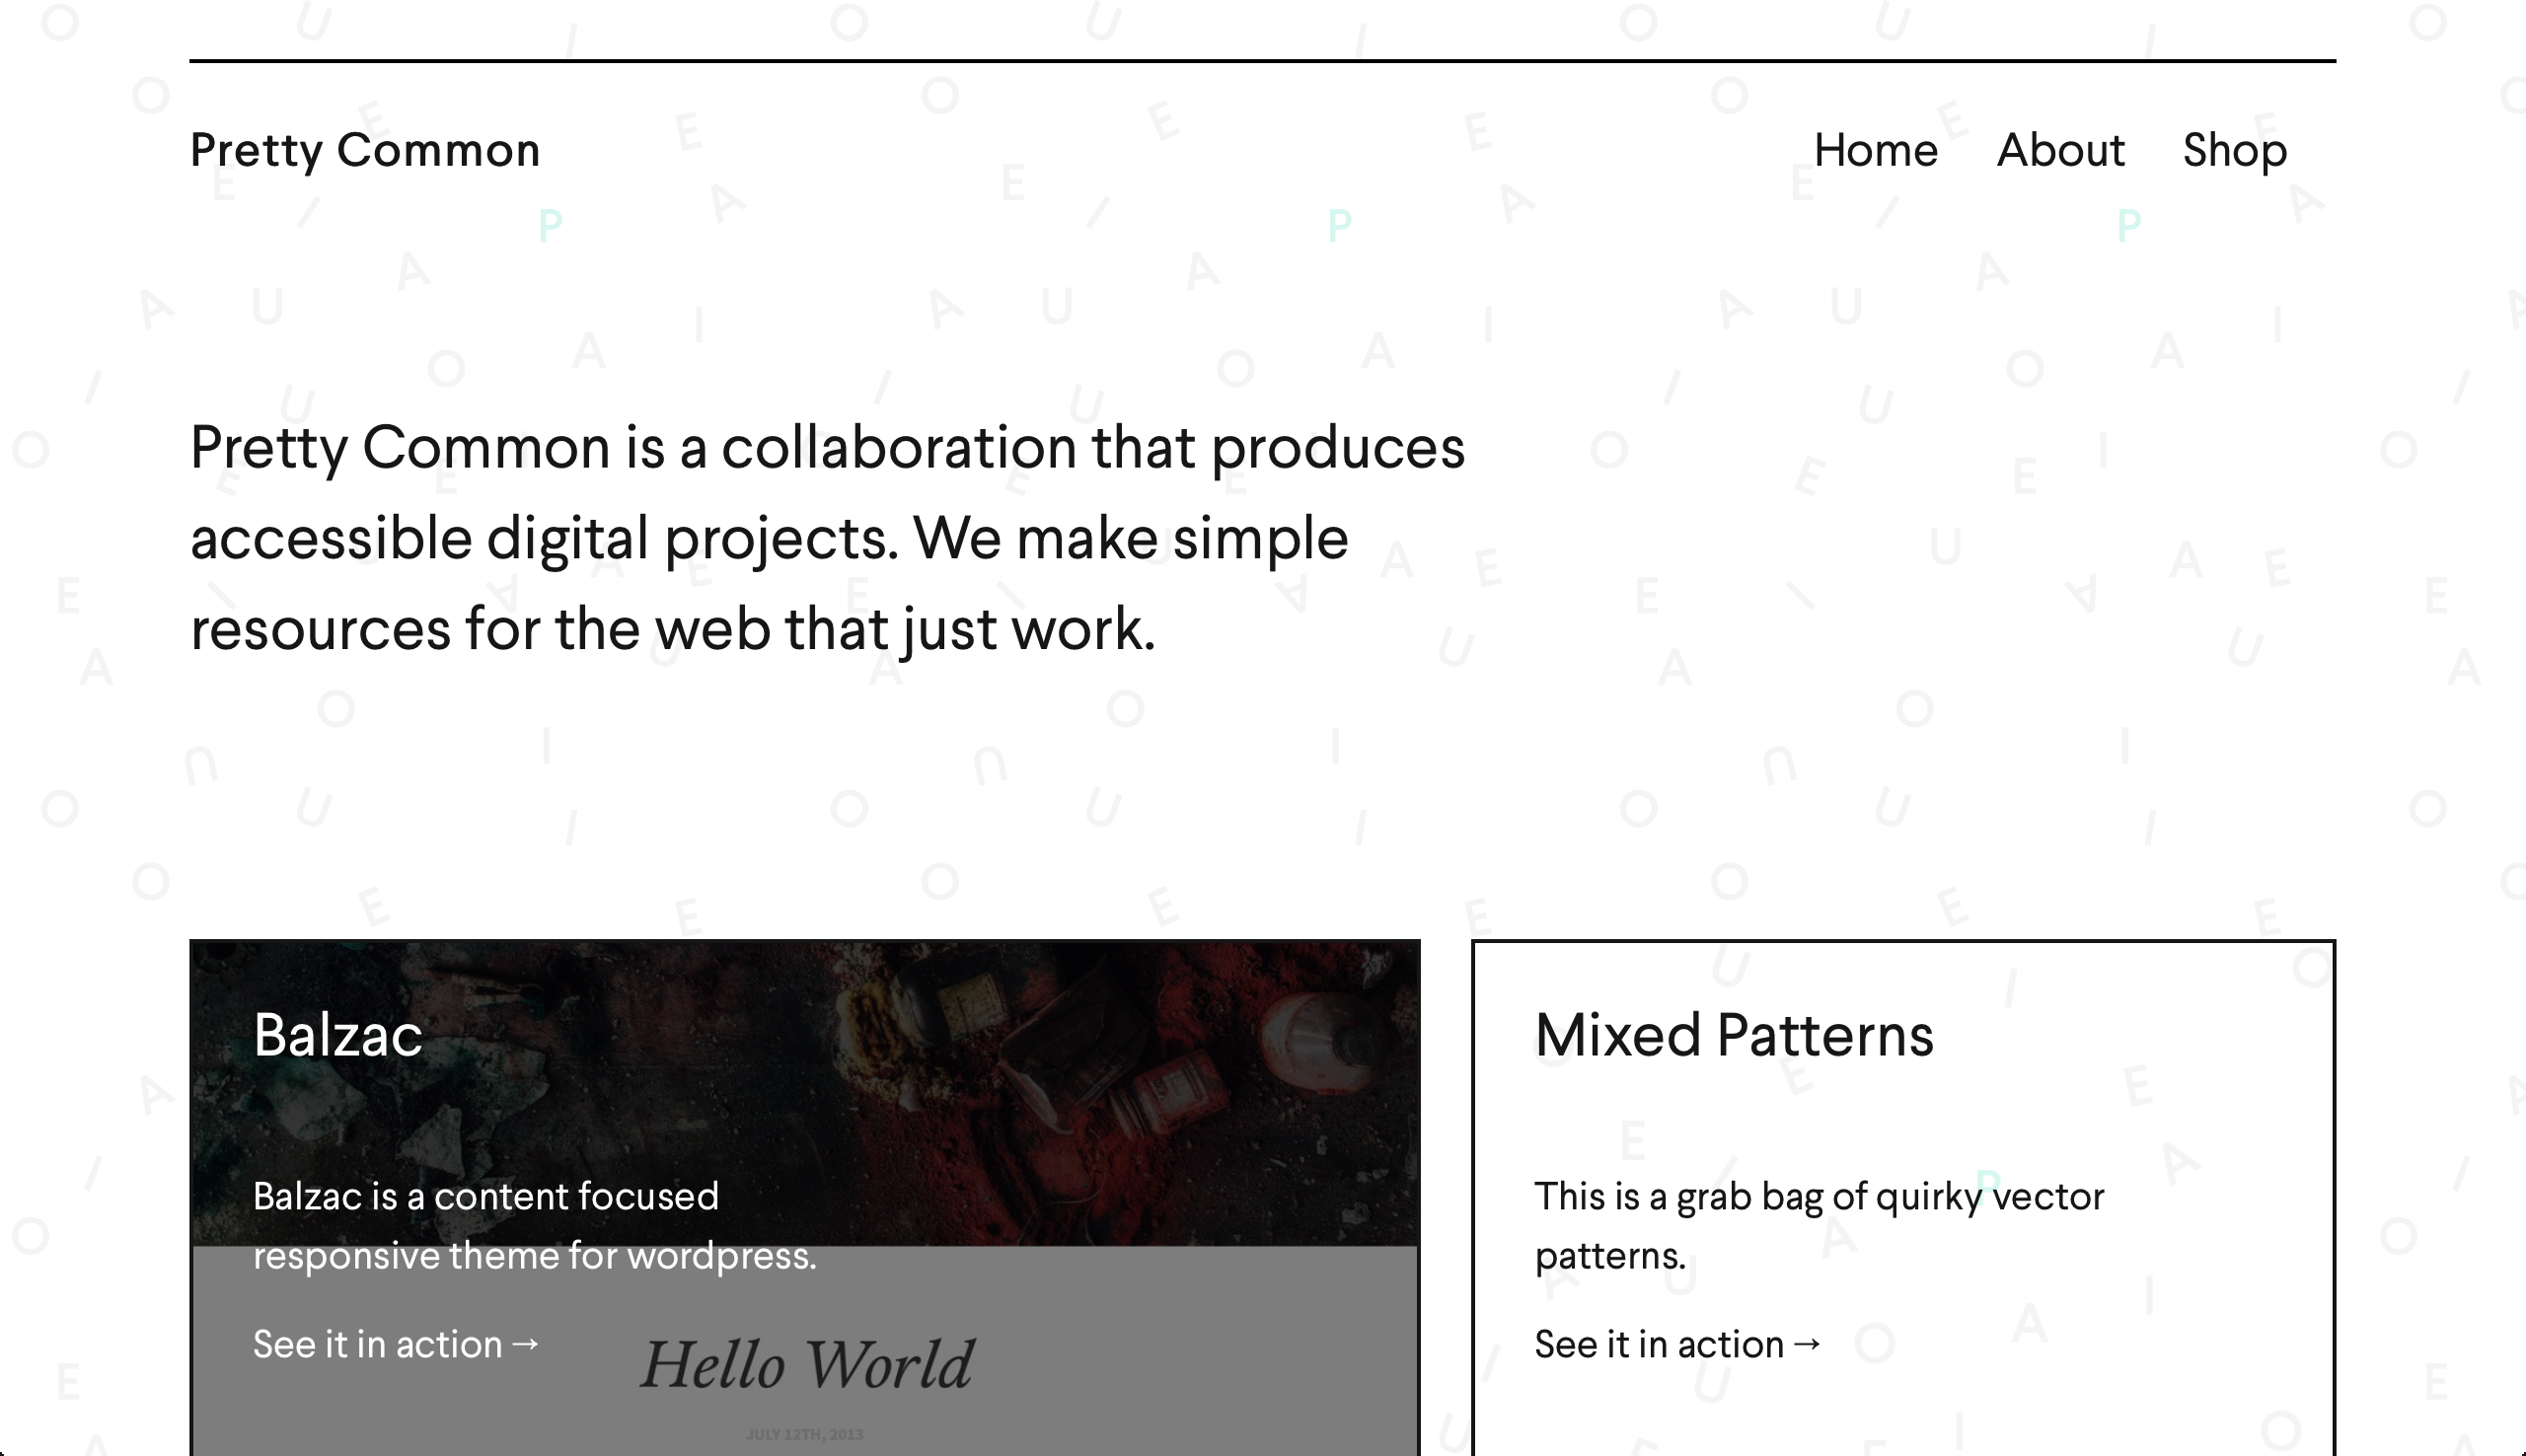 Pretty Common
Home About Shop
Pretty Common is a collaboration that produces
accessible digital projects. We make simple
resources for the web that just work.
Balzac
Balzac is a content focused
responsive theme for wordpress.
See it in action →
Hello World
JULY 12TH, 2013
Mixed Patterns
This is a grab bag of quirky vector
patterns.
See it in action →